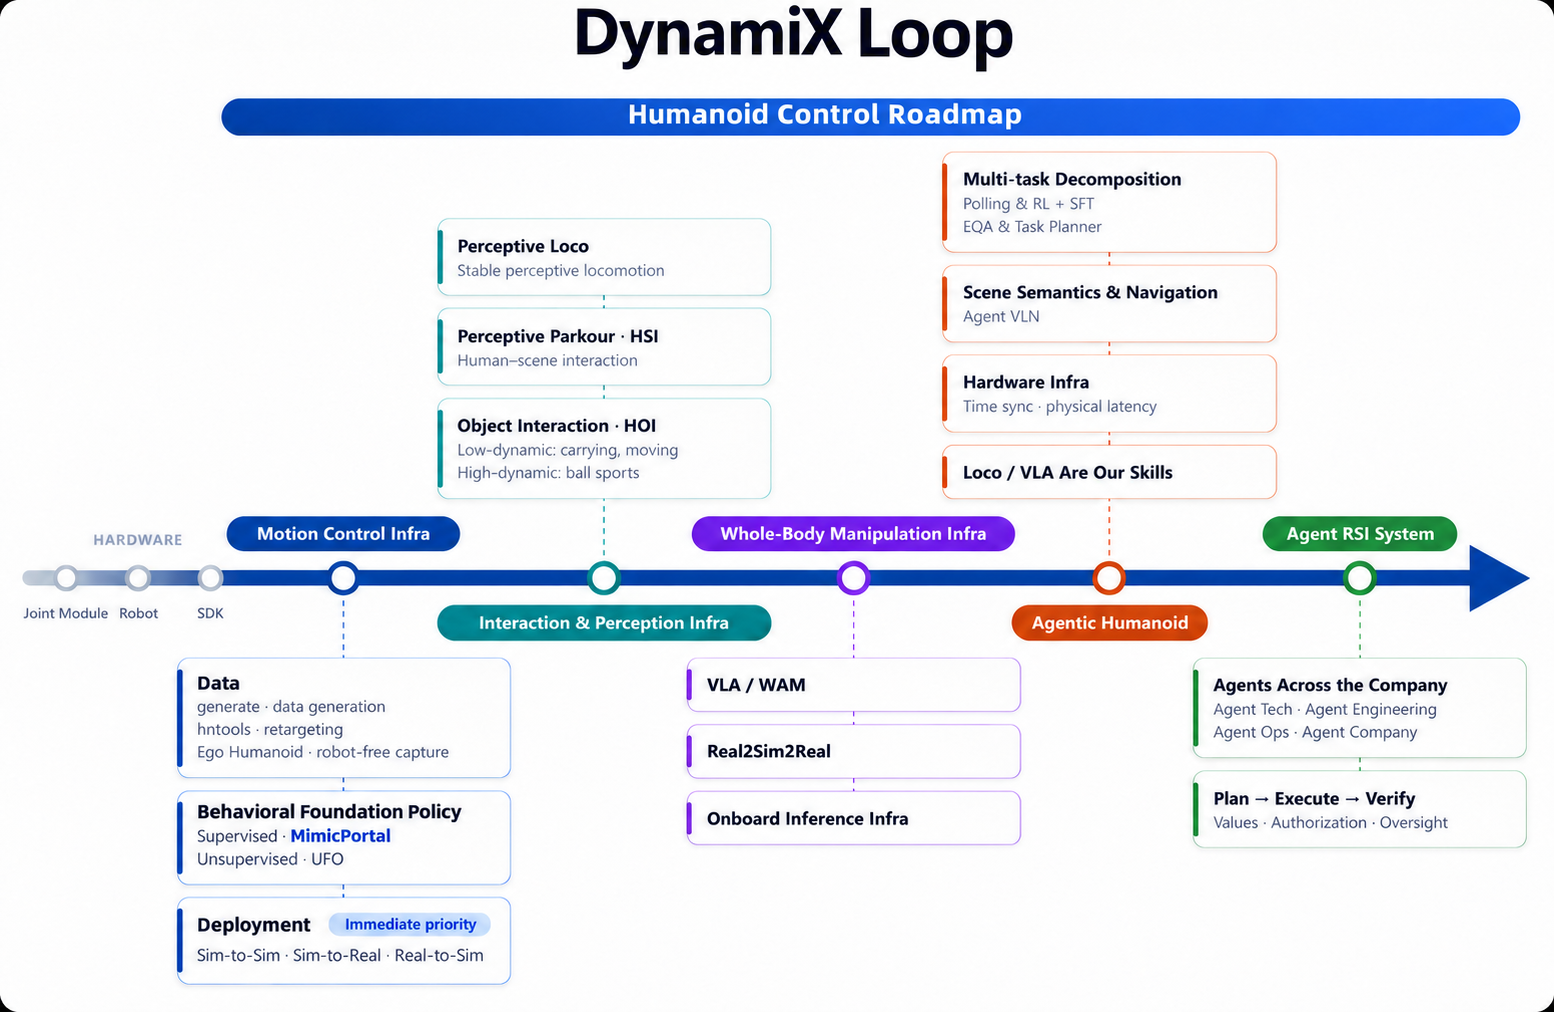 DynamiX Loop
Humanoid Control Roadmap
Perceptive Loco
Stable perceptive locomotion
Perceptive Parkour · HSI
Human–scene interaction
Object Interaction · HOI
Low-dynamic: carrying, moving
High-dynamic: ball sports
Multi-task Decomposition
Polling & RL + SFT
EQA & Task Planner
Scene Semantics & Navigation
Agent VLN
Hardware Infra
Time sync · physical latency
Loco / VLA Are Our Skills
HARDWARE
Motion Control Infra
Whole-Body Manipulation Infra
Agent RSI System
Joint Module
Robot
SDK
Interaction & Perception Infra
Agentic Humanoid
Data
generate · data generation
hntools · retargeting
Ego Humanoid · robot-free capture
Behavioral Foundation Policy
Supervised · MimicPortal
Unsupervised · UFO
Deployment
Immediate priority
Sim-to-Sim · Sim-to-Real · Real-to-Sim
VLA / WAM
Real2Sim2Real
Onboard Inference Infra
Agents Across the Company
Agent Tech · Agent Engineering
Agent Ops · Agent Company
Plan → Execute → Verify
Values · Authorization · Oversight